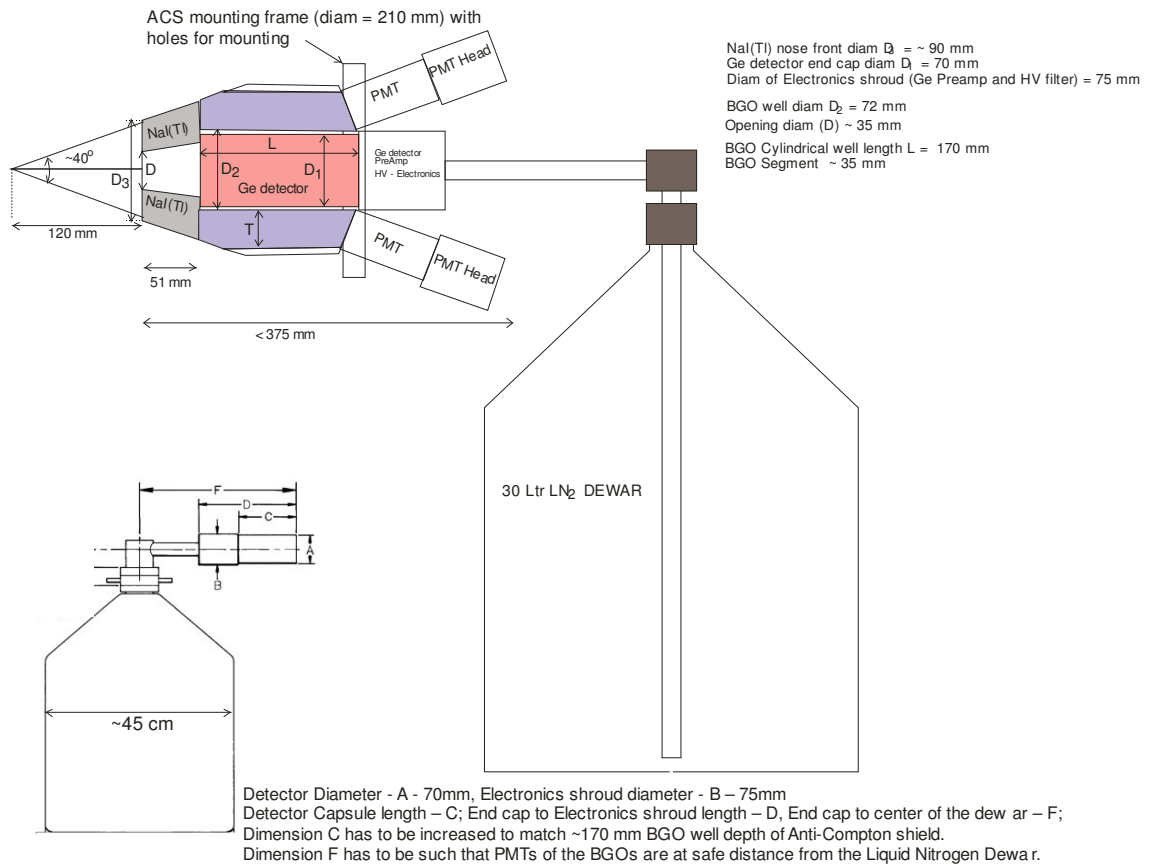 ACS mounting frame (diam = 210 mm) with
holes for mounting
NaI(Tl) nose front diam D3 = ~ 90 mm
Ge detector end cap diam D1 = 70 mm
Diam of Electronics shroud (Ge Preamp and HV filter) = 75 mm
BGO well diam D2 = 72 mm
Opening diam (D) ~ 35 mm
BGO Cylindrical well length L = 170 mm
BGO Segment ~ 35 mm
PMT
PMT Head
NaI(Tl)
L
~40o
D
D3
D2
D1
Ge detector
Ge detector
PreAmp
HV - Electronics
NaI(Tl)
T
PMT
PMT Head
120 mm
51 mm
< 375 mm
30 Ltr LN2 DEWAR
F
D
C
A
B
~45 cm
Detector Diameter - A - 70mm, Electronics shroud diameter - B – 75mm
Detector Capsule length – C; End cap to Electronics shroud length – D, End cap to center of the dew ar – F;
Dimension C has to be increased to match ~170 mm BGO well depth of Anti-Compton shield.
Dimension F has to be such that PMTs of the BGOs are at safe distance from the Liquid Nitrogen Dewa r.